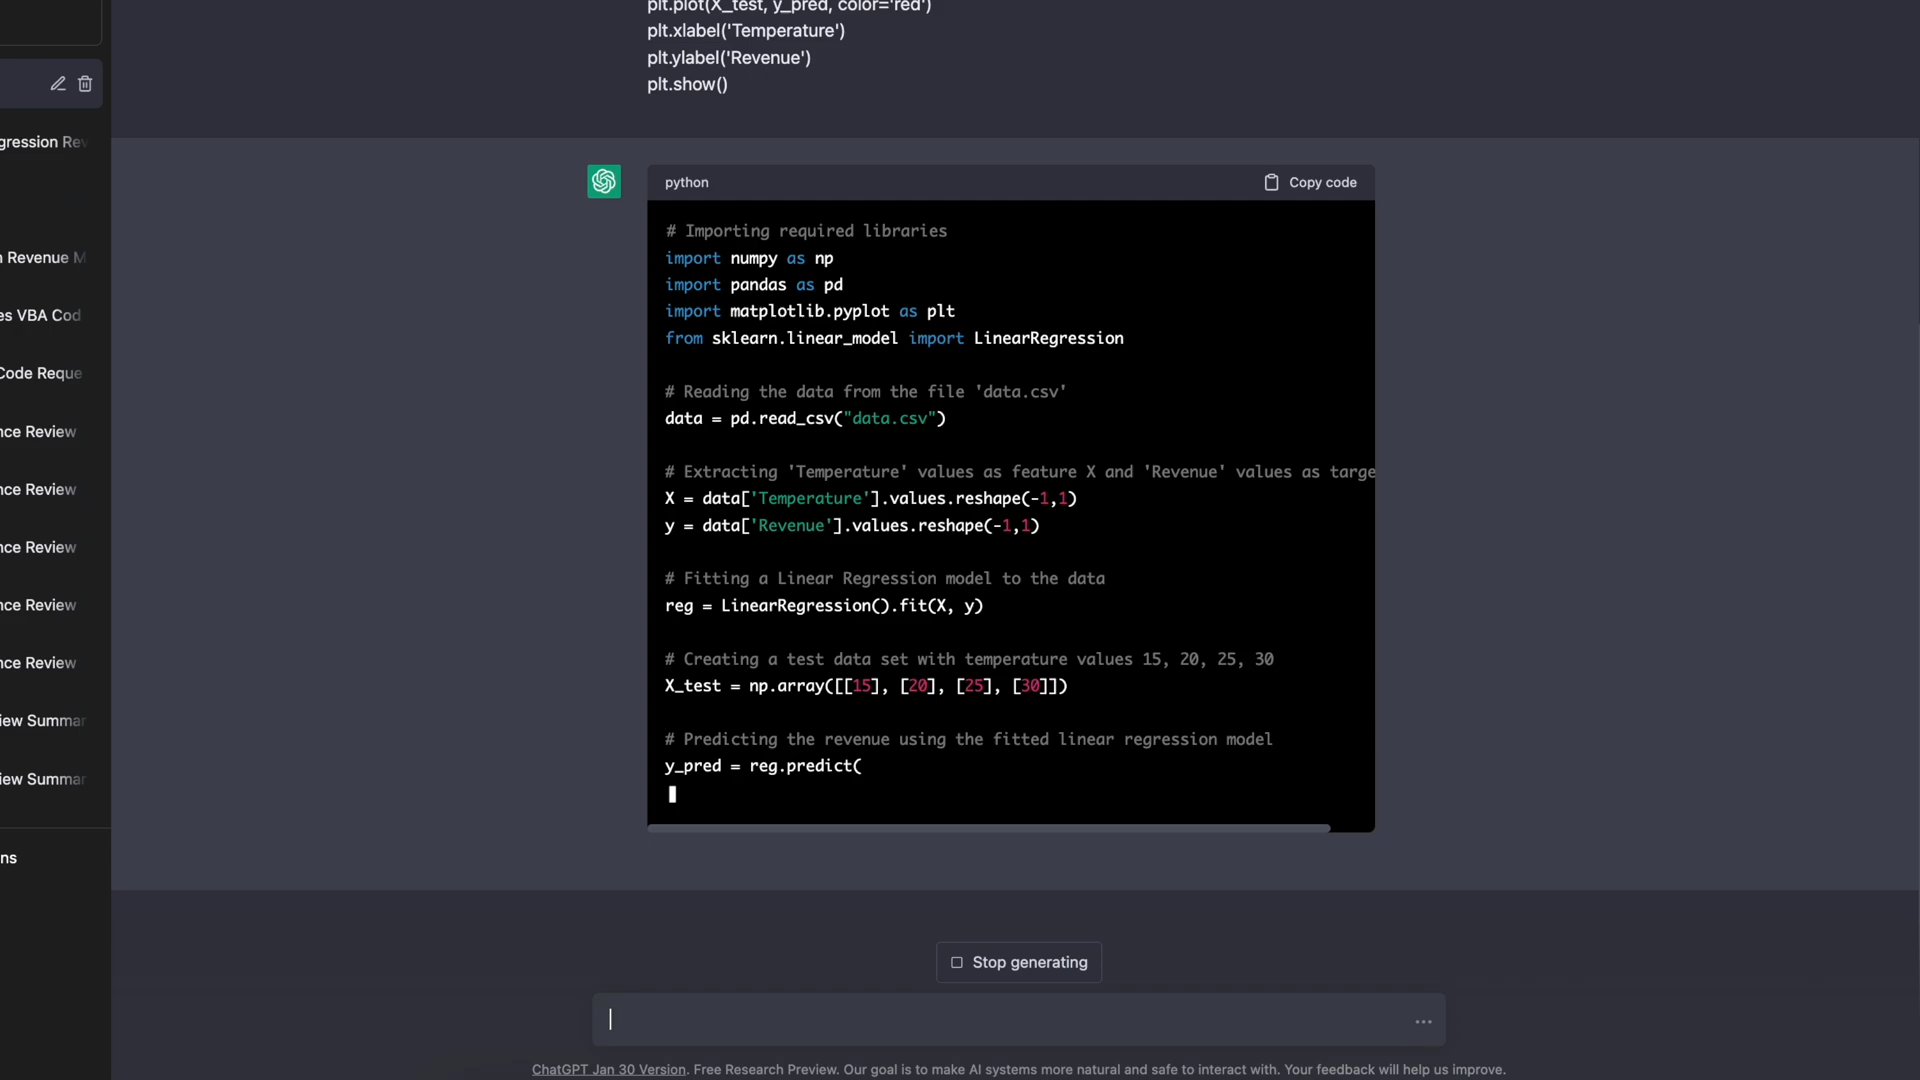 plt.plot(X_test, y_pred, color='red')
plt.xlabel('Temperature')
plt.ylabel('Revenue')
plt.show()
gression Rev
n Revenue M
es VBA Cod
Code Reque
nce Review
nce Review
nce Review
nce Review
nce Review
iew Summar
iew Summar
ns
python
Copy code
# Importing required libraries
import numpy as np
import pandas as pd
import matplotlib.pyplot as plt
from sklearn.linear_model import LinearRegression
# Reading the data from the file 'data.csv'
data = pd.read_csv("data.csv")
# Extracting 'Temperature' values as feature X and 'Revenue' values as targe
X = data['Temperature'].values.reshape(-1,1)
y = data['Revenue'].values.reshape(-1,1)
# Fitting a Linear Regression model to the data
reg = LinearRegression().fit(X, y)
# Creating a test data set with temperature values 15, 20, 25, 30
X_test = np.array([[15], [20], [25], [30]])
# Predicting the revenue using the fitted linear regression model
y_pred = reg.predict(
Stop generating
ChatGPT Jan 30 Version. Free Research Preview. Our goal is to make AI systems more natural and safe to interact with. Your feedback will help us improve.